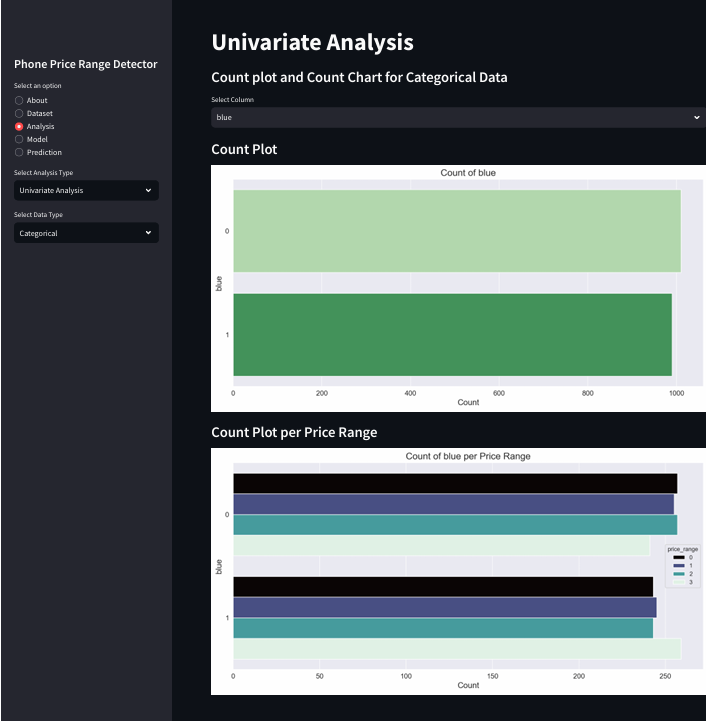 Phone Price Range Detector
Select an option
About
Dataset
Analysis
Model
Prediction
Select Analysis Type
Univariate Analysis
Select Data Type
Categorical
Univariate Analysis
Count plot and Count Chart for Categorical Data
Select Column
blue
Count Plot
Count of blue
0
1
blue
0 200 400 600 800 1000
Count
Count Plot per Price Range
Count of blue per Price Range
0
1
blue
price_range
0
1
2
3
0 50 100 150 200 250
Count